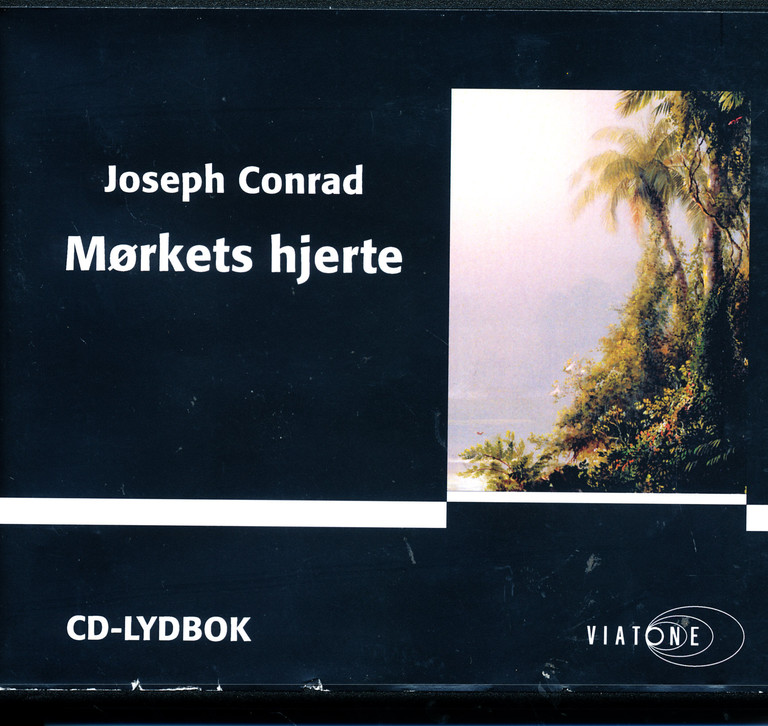 Joseph Conrad
Mørkets hjerte
CD-LYDBOK
VIATONE